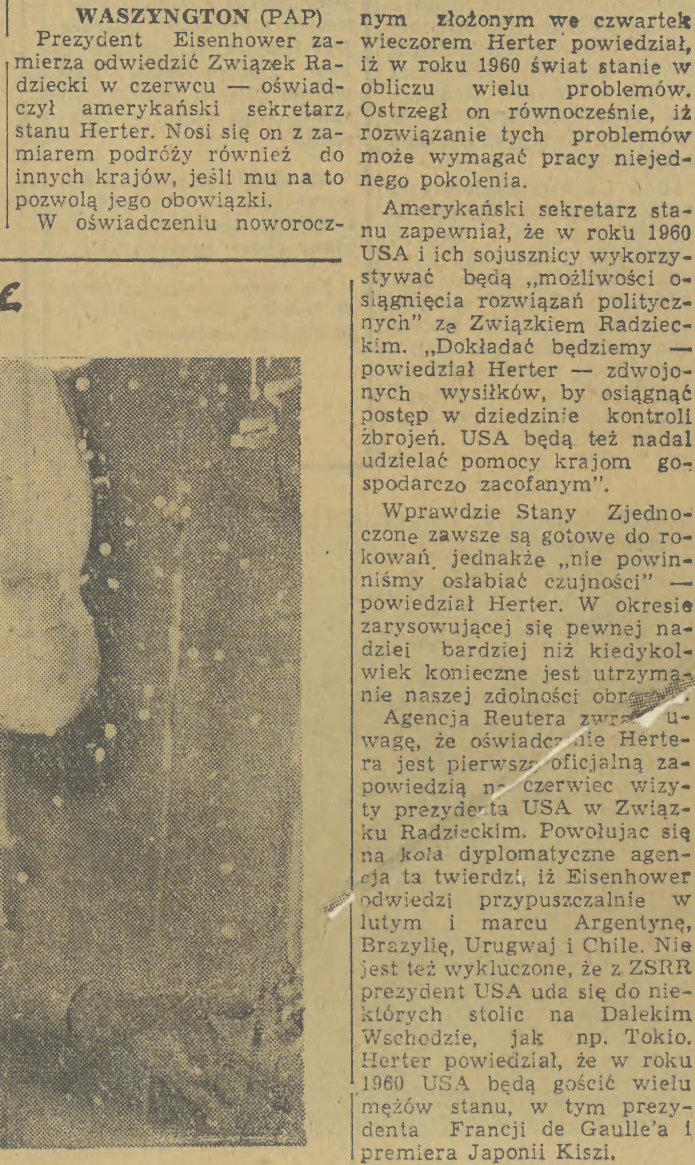 WASZYNGTON (PAP)
Prezydent Eisenhower za-
mierza odwiedzić Związek Ra-
dziecki w czerwcu — oświad-
czył amerykański sekretarz
stanu Herter. Nosi się on z za-
miarem podróży również do
innych krajów, jeśli mu na to
pozwolą jego obowiązki.
W oświadczeniu noworocz-
nym złożonym we czwartek
wieczorem Herter powiedział,
iż w roku 1960 świat stanie w
obliczu wielu problemów.
Ostrzegł on równocześnie, iż
rozwiązanie tych problemów
może wymagać pracy niejed-
nego pokolenia.
Amerykański sekretarz sta-
nu zapewniał, że w roku 1960
USA i ich sojusznicy wykorzy-
stywać będą „możliwości o-
siągnięcia rozwiązań politycz-
nych” ze Związkiem Radziec-
kim. „Dokładać będziemy —
powiedział Herter — zdwojo-
nych wysiłków, by osiągnąć
postęp w dziedzinie kontroli
zbrojeń. USA będą też nadal
udzielać pomocy krajom go-
spodarczo zacofanym”.
Wprawdzie Stany Zjedno-
czone zawsze są gotowe do ro-
kowań, jednakże „nie powin-
niśmy osłabiać czujności” —
powiedział Herter. W okresie
zarysowującej się pewnej na-
dziei bardziej niż kiedykol-
wiek konieczne jest utrzyma-
nie naszej zdolności
Agencja Reutera zwraca u-
wagę, że oświadczenie Herte-
ra jest pierwszą oficjalną za-
powiedzią na czerwiec wizy-
ty prezydenta USA w Związ-
ku Radzieckim. Powołujac się
na koła dyplomatyczne agen-
cja ta twierdzi, iż Eisenhower
odwiedzi przypuszczalnie w
lutym i marcu Argentynę,
Brazylię, Urugwaj i Chile. Nie
jest też wykluczone, że z ZSRR
prezydent USA uda się do nie-
których stolic na Dalekim
Wschodzie, jak np. Tokio.
Herter powiedział, że w roku
1960 USA będą gościć wielu
mężów stanu, w tym prezy-
denta Francji de Gaulle'a i
premiera Japonii Kiszi.